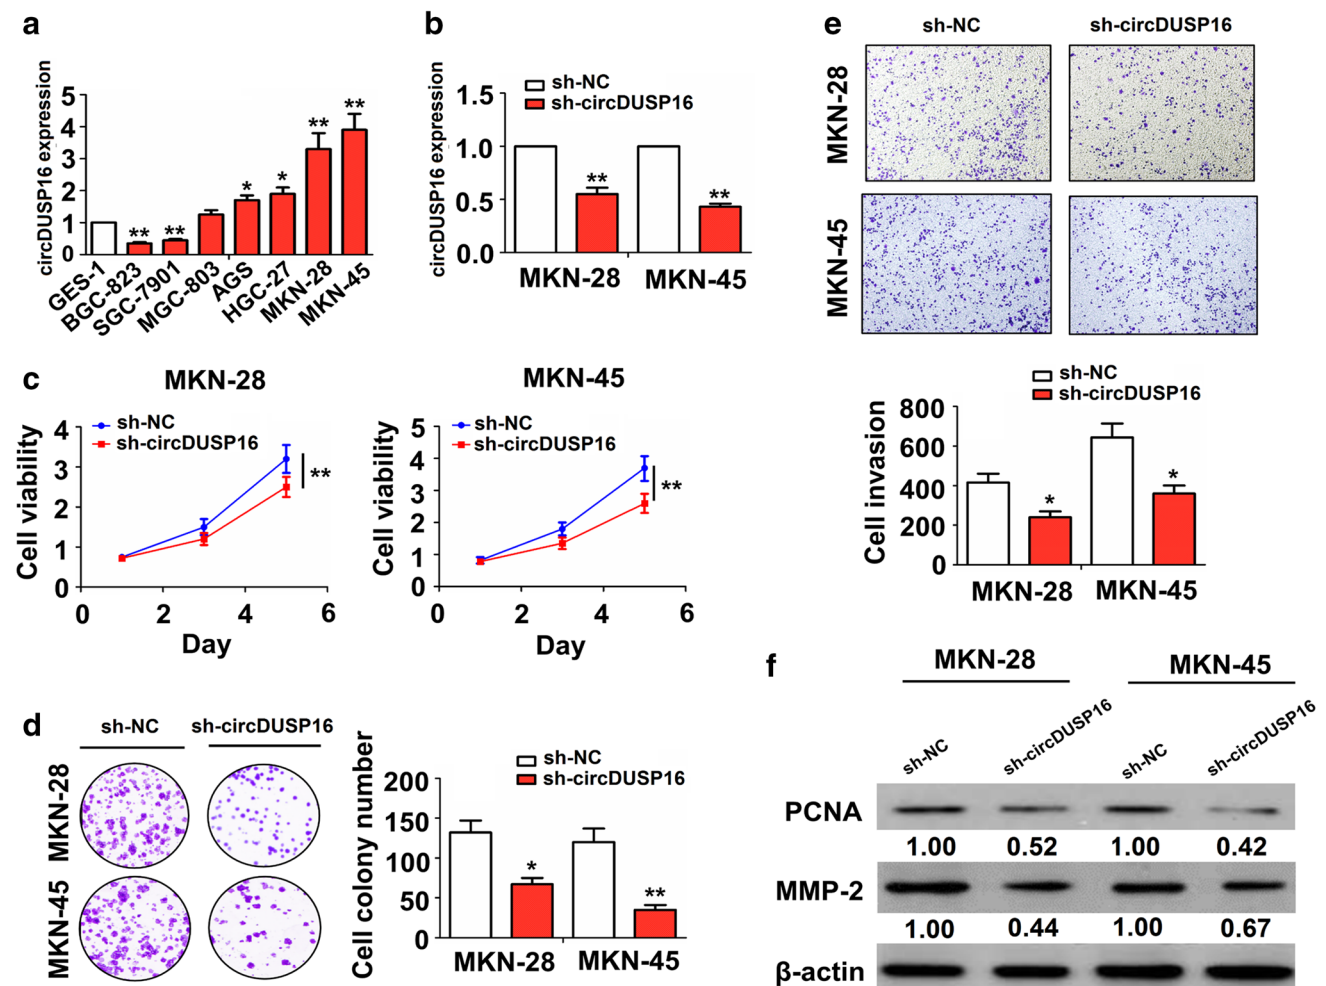 a
circDUSP16 expression
5
4
3
2
1
0
** ** * * ** **
GES-1
BGC-823
SGC-7901
MGC-803
AGS
HGC-27
MKN-28
MKN-45
b
circDUSP16 expression
sh-NC
sh-circDUSP16
1.5
1.0
0.5
0.0
** **
MKN-28 MKN-45
c
MKN-28
Cell viability
sh-NC
sh-circDUSP16
4
3
2
1
0
**
0 2 4 6
Day
MKN-45
Cell viability
sh-NC
sh-circDUSP16
5
4
3
2
1
0
**
0 2 4 6
Day
d
sh-NC sh-circDUSP16
MKN-28
MKN-45
Cell colony number
sh-NC
sh-circDUSP16
200
150
100
50
0
* **
MKN-28 MKN-45
e
sh-NC sh-circDUSP16
MKN-28
MKN-45
sh-NC
sh-circDUSP16
Cell invasion
800
600
400
200
0
* *
MKN-28 MKN-45
f
MKN-28 MKN-45
sh-NC sh-circDUSP16 sh-NC sh-circDUSP16
PCNA
1.00 0.52 1.00 0.42
MMP-2
1.00 0.44 1.00 0.67
β-actin